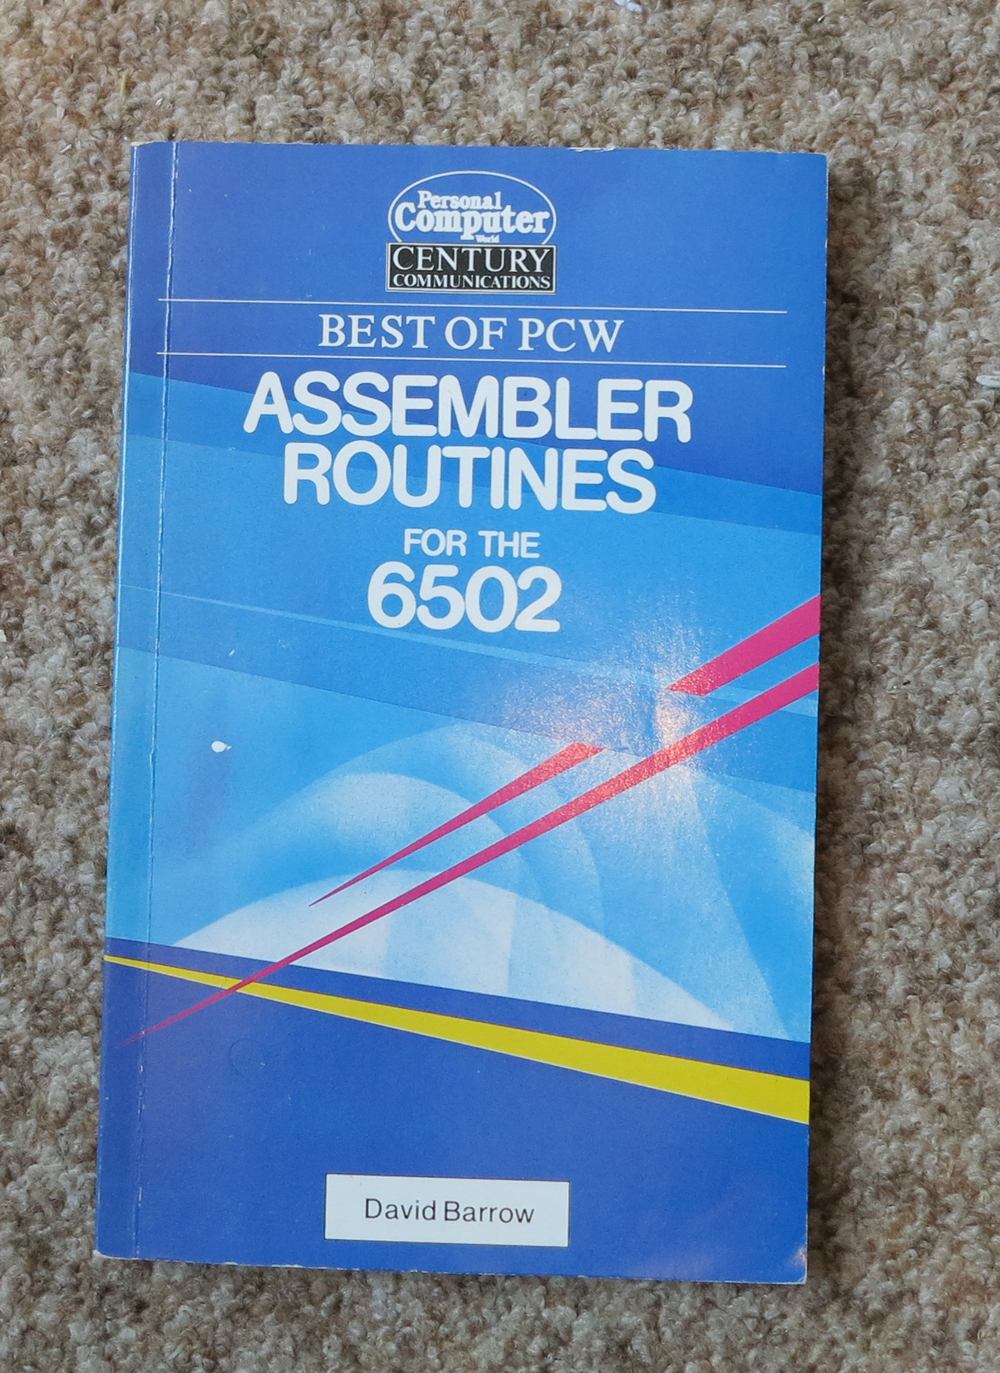 Personal
Computer
World
CENTURY
COMMUNICATIONS
BEST OF PCW
ASSEMBLER
ROUTINES
FOR THE
6502
David Barrow